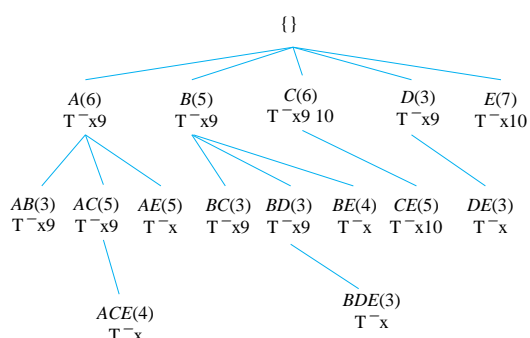 {}
A(6) B(5) C(6) D(3) E(7)
T‾x9 T‾x9 T‾x9 10 T‾x9 T‾x10
AB(3) AC(5) AE(5) BC(3) BD(3) BE(4) CE(5) DE(3)
T‾x9 T‾x9 T‾x T‾x9 T‾x9 T‾x T‾x10 T‾x
ACE(4) BDE(3)
T‾x T‾x